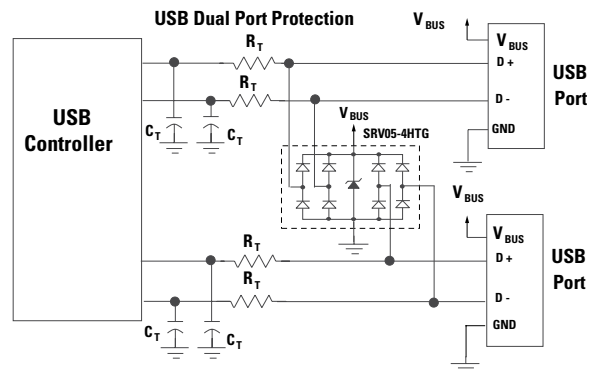 USB Dual Port Protection
V BUS
R T
V BUS
D +
USB
Port
R T
D -
USB
Controller
C T
C T
V BUS
SRV05-4HTG
GND
V BUS
V BUS
R T
D +
USB
Port
R T
D -
C T
C T
GND